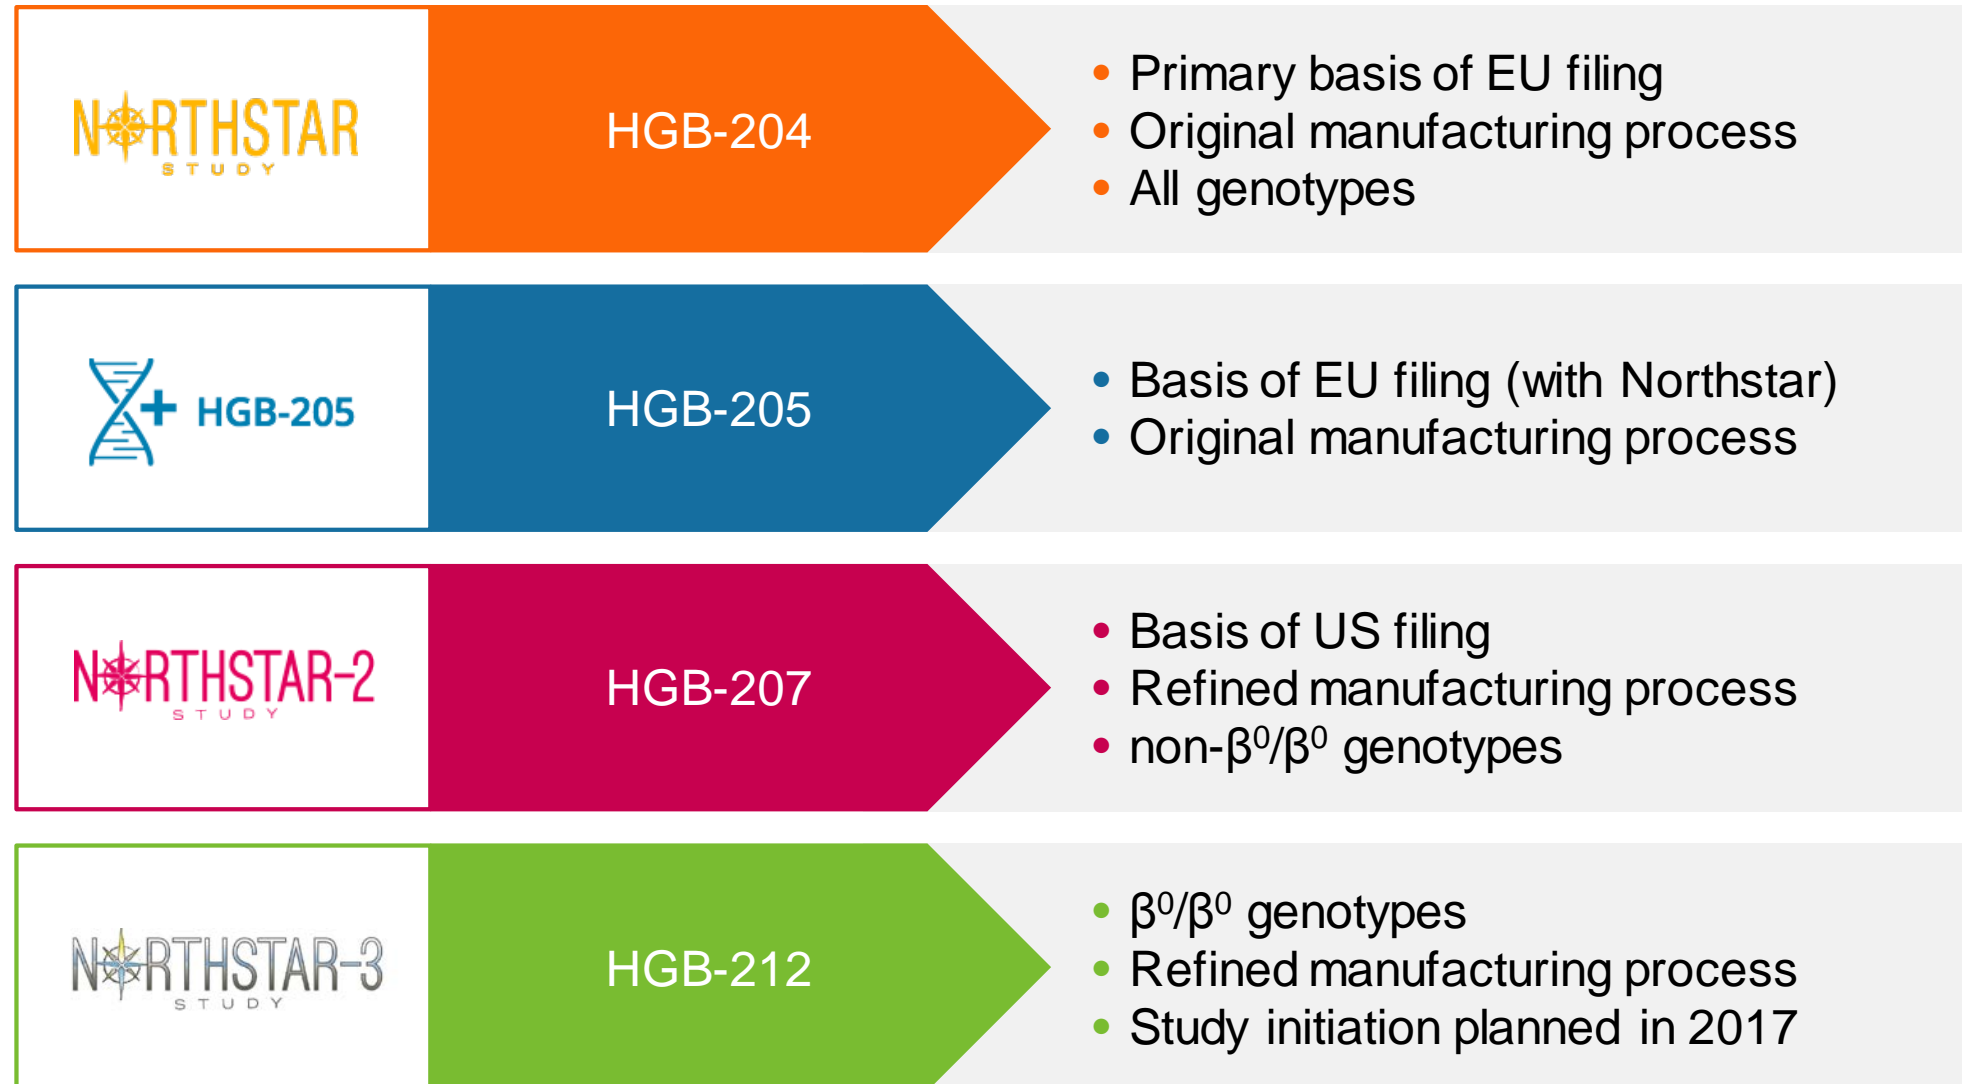 NORTHSTAR
STUDY
HGB-204
• Primary basis of EU filing
• Original manufacturing process
• All genotypes
HGB-205
HGB-205
• Basis of EU filing (with Northstar)
• Original manufacturing process
NORTHSTAR-2
STUDY
HGB-207
• Basis of US filing
• Refined manufacturing process
• non-β⁰/β⁰ genotypes
NORTHSTAR-3
STUDY
HGB-212
• β⁰/β⁰ genotypes
• Refined manufacturing process
• Study initiation planned in 2017